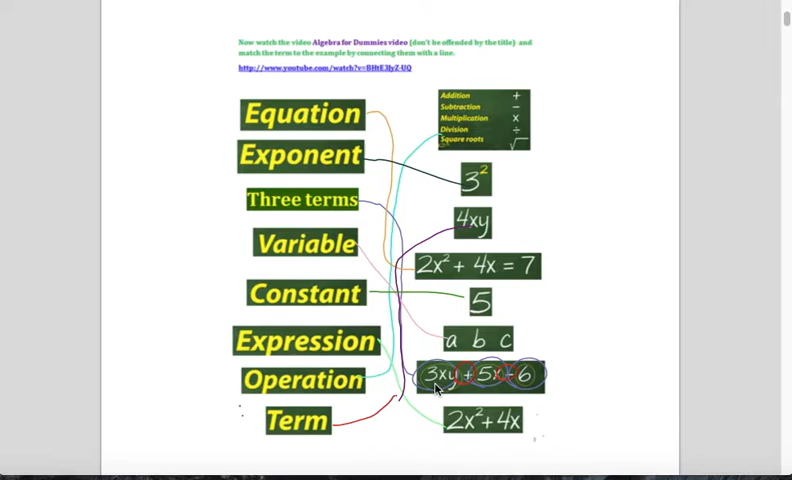 Now watch the video Algebra for Dummies video (don't be offended by the title) and
match the term to the example by connecting them with a line.
http://www.youtube.com/watch?v=BHtE3JyZ-UQ
Equation
Exponent
Three terms
Variable
Constant
Expression
Operation
Term
Addition +
Subtraction −
Multiplication x
Division ÷
Square roots √
3²
4xy
2x² + 4x = 7
5
a b c
3xy + 5x - 6
2x² + 4x